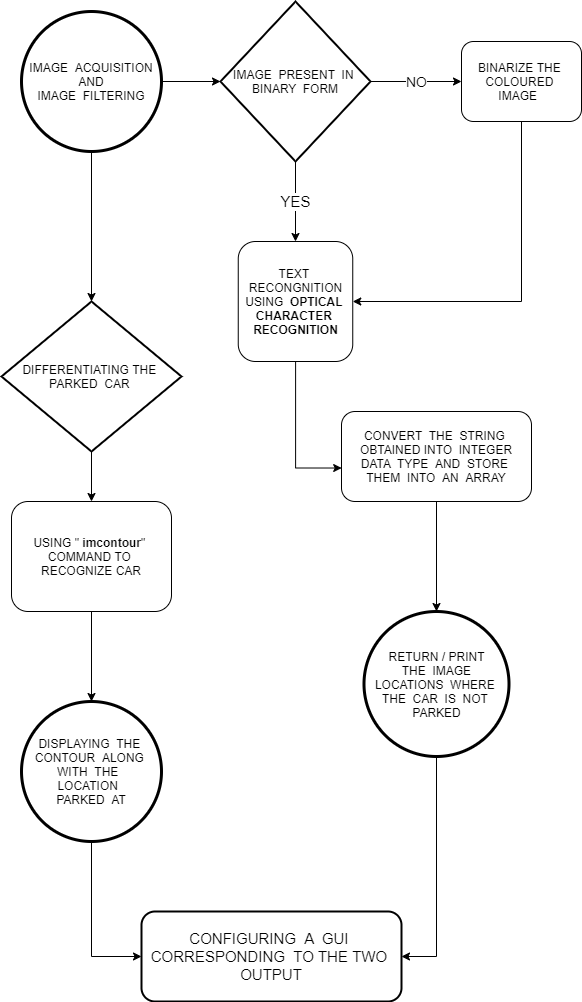 IMAGE ACQUISITION
AND
IMAGE FILTERING
IMAGE PRESENT IN
BINARY FORM
NO
BINARIZE THE
COLOURED
IMAGE
YES
TEXT
RECONGNITION
USING OPTICAL
CHARACTER
RECOGNITION
DIFFERENTIATING THE
PARKED CAR
CONVERT THE STRING
OBTAINED INTO INTEGER
DATA TYPE AND STORE
THEM INTO AN ARRAY
USING " imcontour"
COMMAND TO
RECOGNIZE CAR
RETURN / PRINT
THE IMAGE
LOCATIONS WHERE
THE CAR IS NOT
PARKED
DISPLAYING THE
CONTOUR ALONG
WITH THE
LOCATION
PARKED AT
CONFIGURING A GUI
CORRESPONDING TO THE TWO
OUTPUT